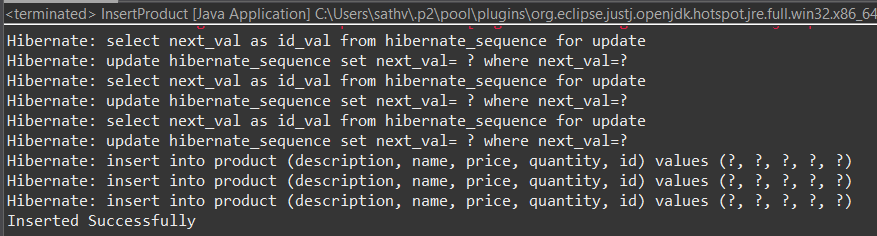 <terminated> InsertProduct [Java Application] C:\Users\sathv\.p2\pool\plugins\org.eclipse.justj.openjdk.hotspot.jre.full.win32.x86_64
Hibernate: select next_val as id_val from hibernate_sequence for update
Hibernate: update hibernate_sequence set next_val= ? where next_val=?
Hibernate: select next_val as id_val from hibernate_sequence for update
Hibernate: update hibernate_sequence set next_val= ? where next_val=?
Hibernate: select next_val as id_val from hibernate_sequence for update
Hibernate: update hibernate_sequence set next_val= ? where next_val=?
Hibernate: insert into product (description, name, price, quantity, id) values (?, ?, ?, ?, ?)
Hibernate: insert into product (description, name, price, quantity, id) values (?, ?, ?, ?, ?)
Hibernate: insert into product (description, name, price, quantity, id) values (?, ?, ?, ?, ?)
Inserted Successfully